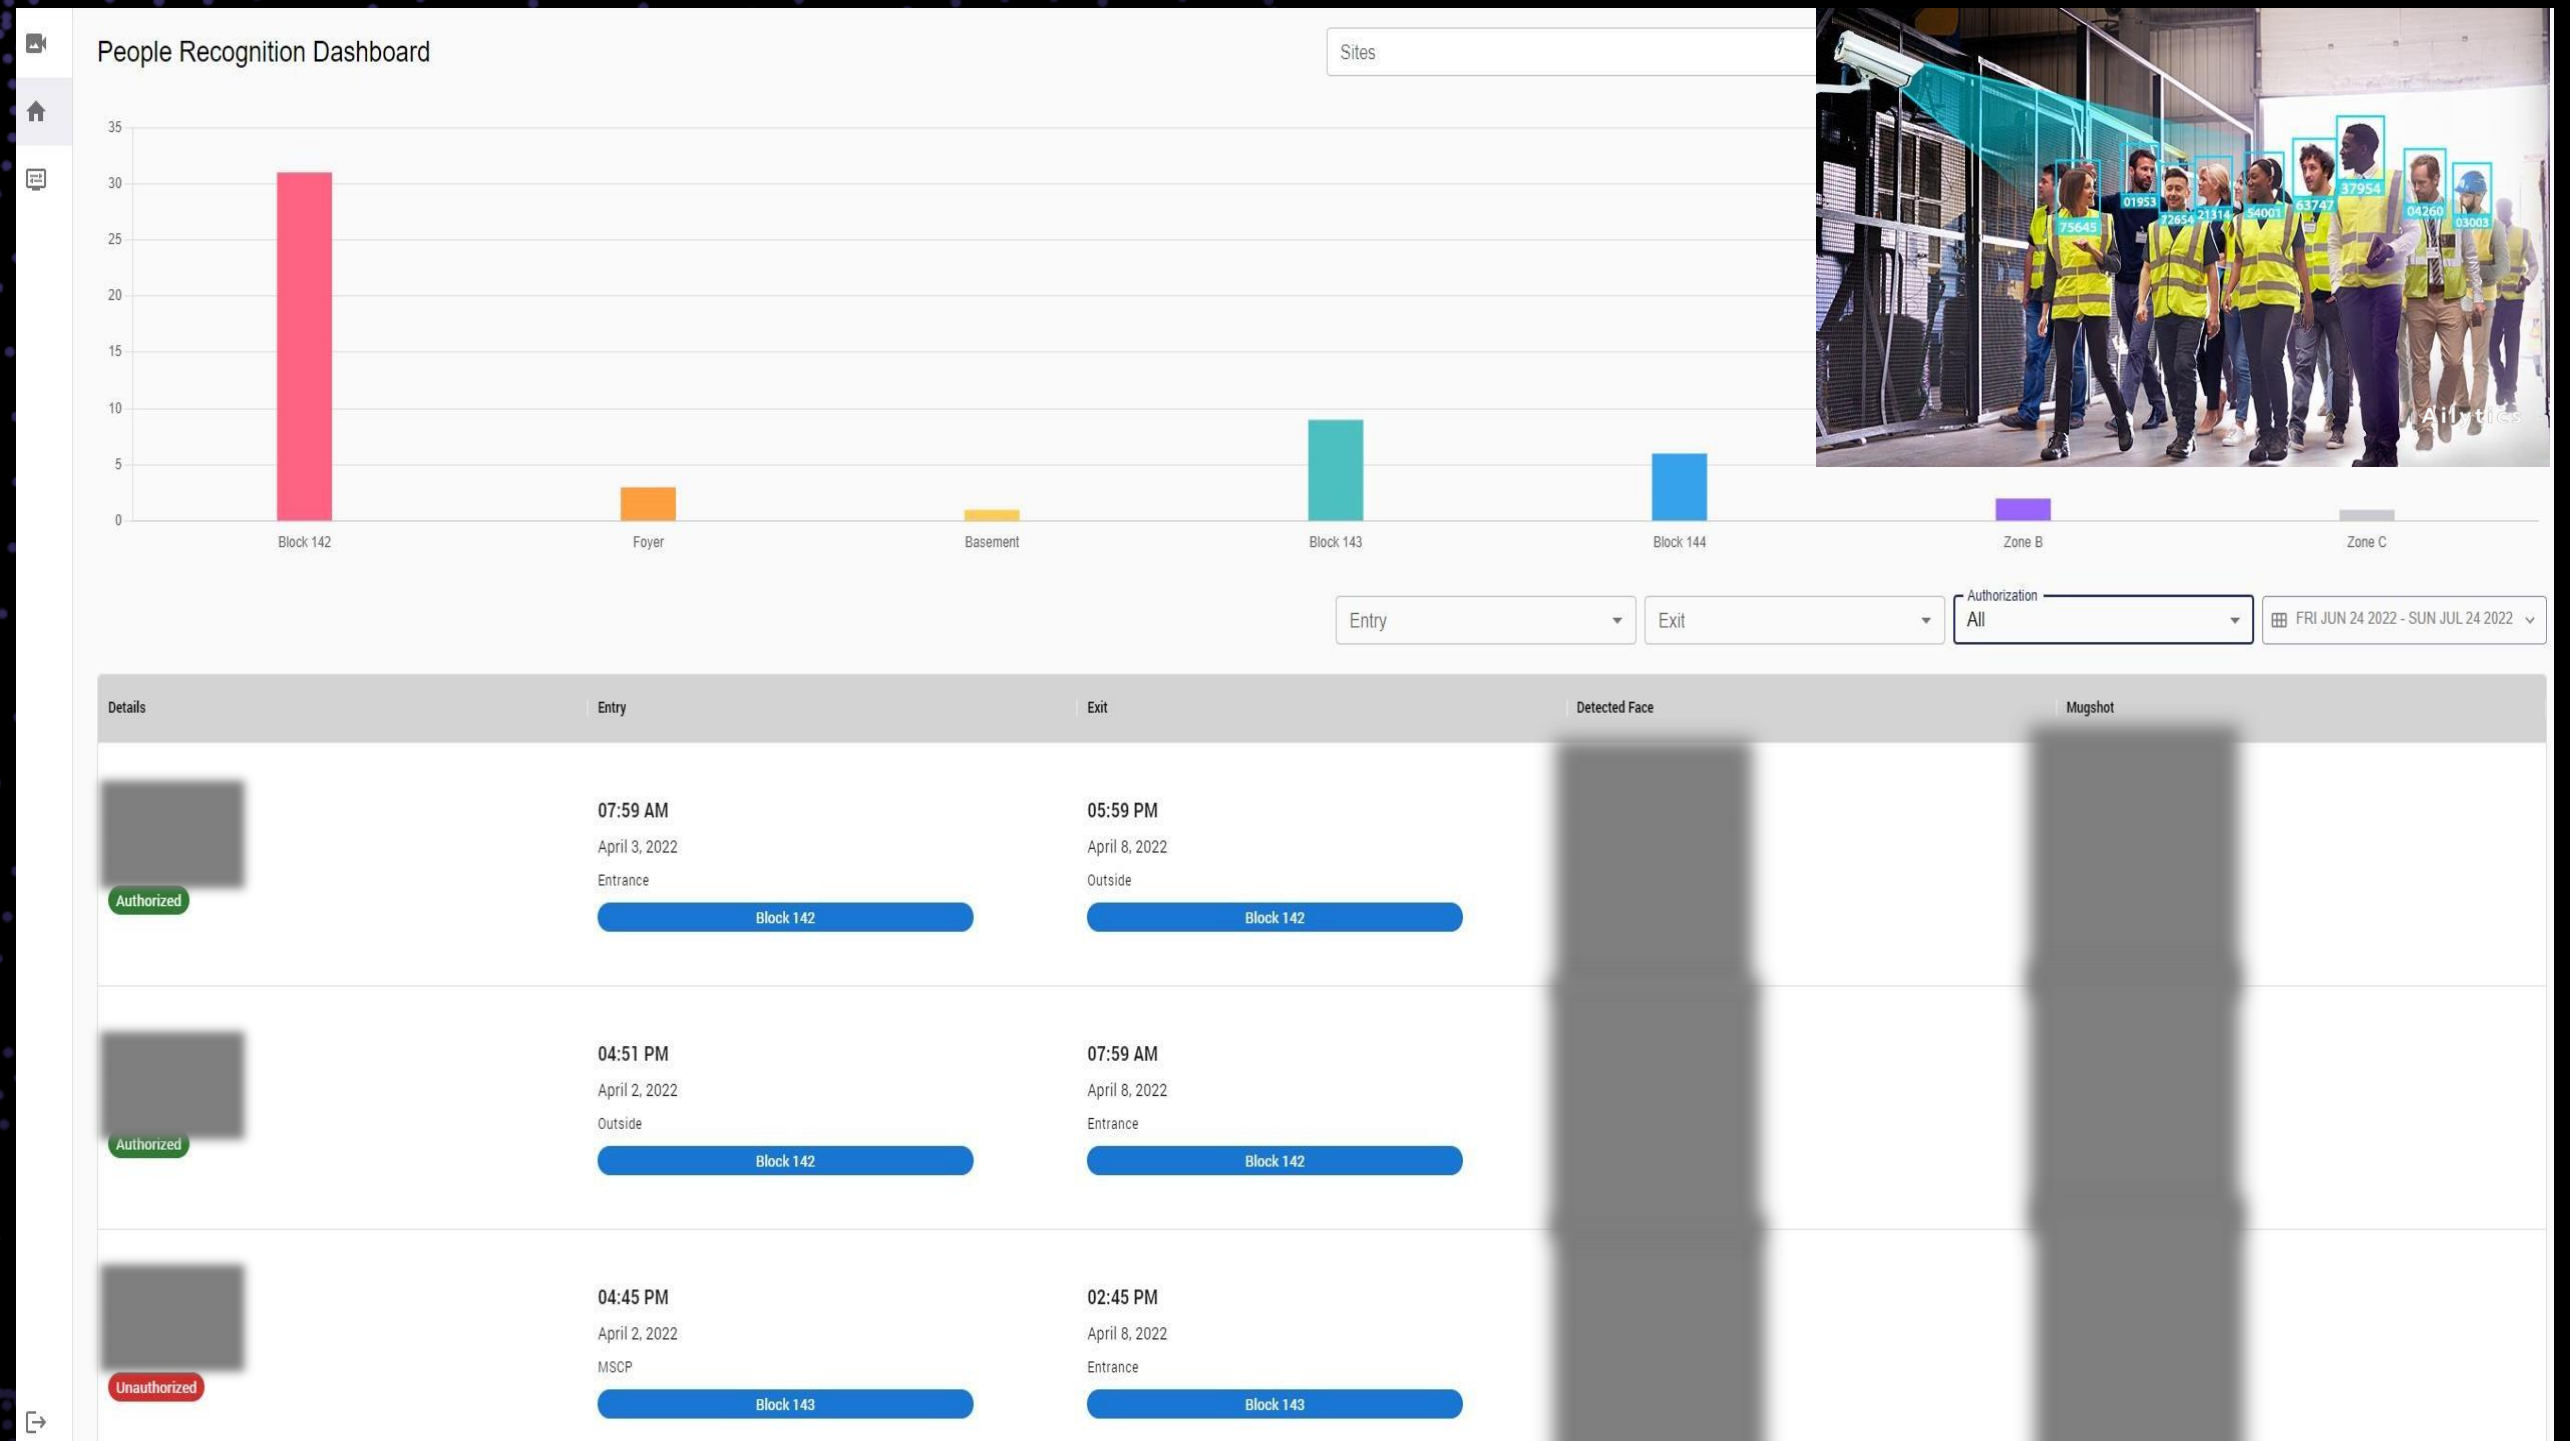 People Recognition Dashboard
Sites
35
30
25
20
15
10
5
0
Block 142
Foyer
Basement
Block 143
Block 144
Zone B
Zone C
75645
01953
72654
21314
54001
63747
37954
04260
03003
Ailytics
Entry
Exit
Authorization
All
FRI JUN 24 2022 - SUN JUL 24 2022
Details
Entry
Exit
Detected Face
Mugshot
07:59 AM
April 3, 2022
Entrance
Block 142
05:59 PM
April 8, 2022
Outside
Block 142
Authorized
04:51 PM
April 2, 2022
Outside
Block 142
07:59 AM
April 8, 2022
Entrance
Block 142
Authorized
04:45 PM
April 2, 2022
MSCP
Block 143
02:45 PM
April 8, 2022
Entrance
Block 143
Unauthorized